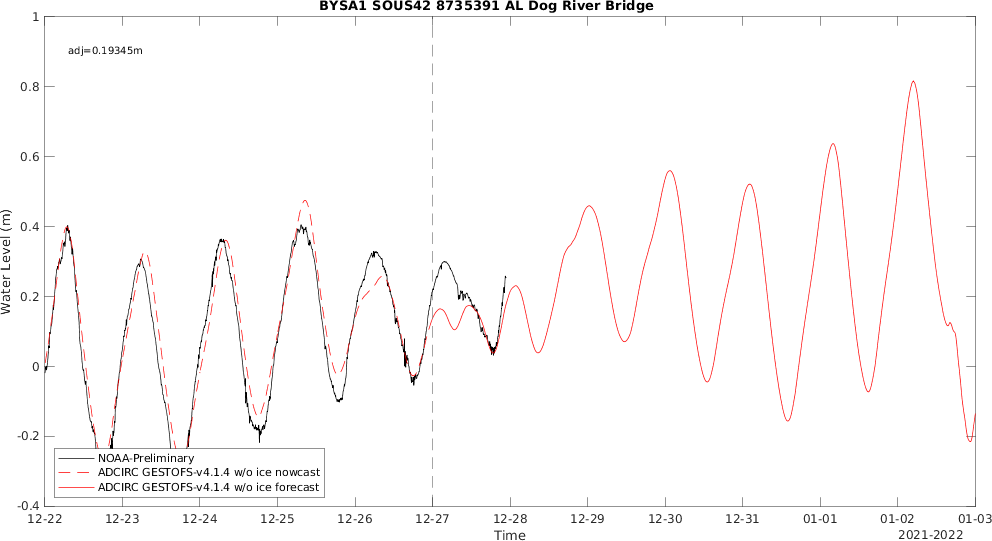 BYSA1 SOUS42 8735391 AL Dog River Bridge
adj=0.19345m
1
0.8
0.6
0.4
0.2
0
-0.2
-0.4
Water Level (m)
NOAA-Preliminary
ADCIRC GESTOFS-v4.1.4 w/o ice nowcast
ADCIRC GESTOFS-v4.1.4 w/o ice forecast
12-22 12-23 12-24 12-25 12-26 12-27 12-28 12-29 12-30 12-31 01-01 01-02 01-03
Time
2021-2022